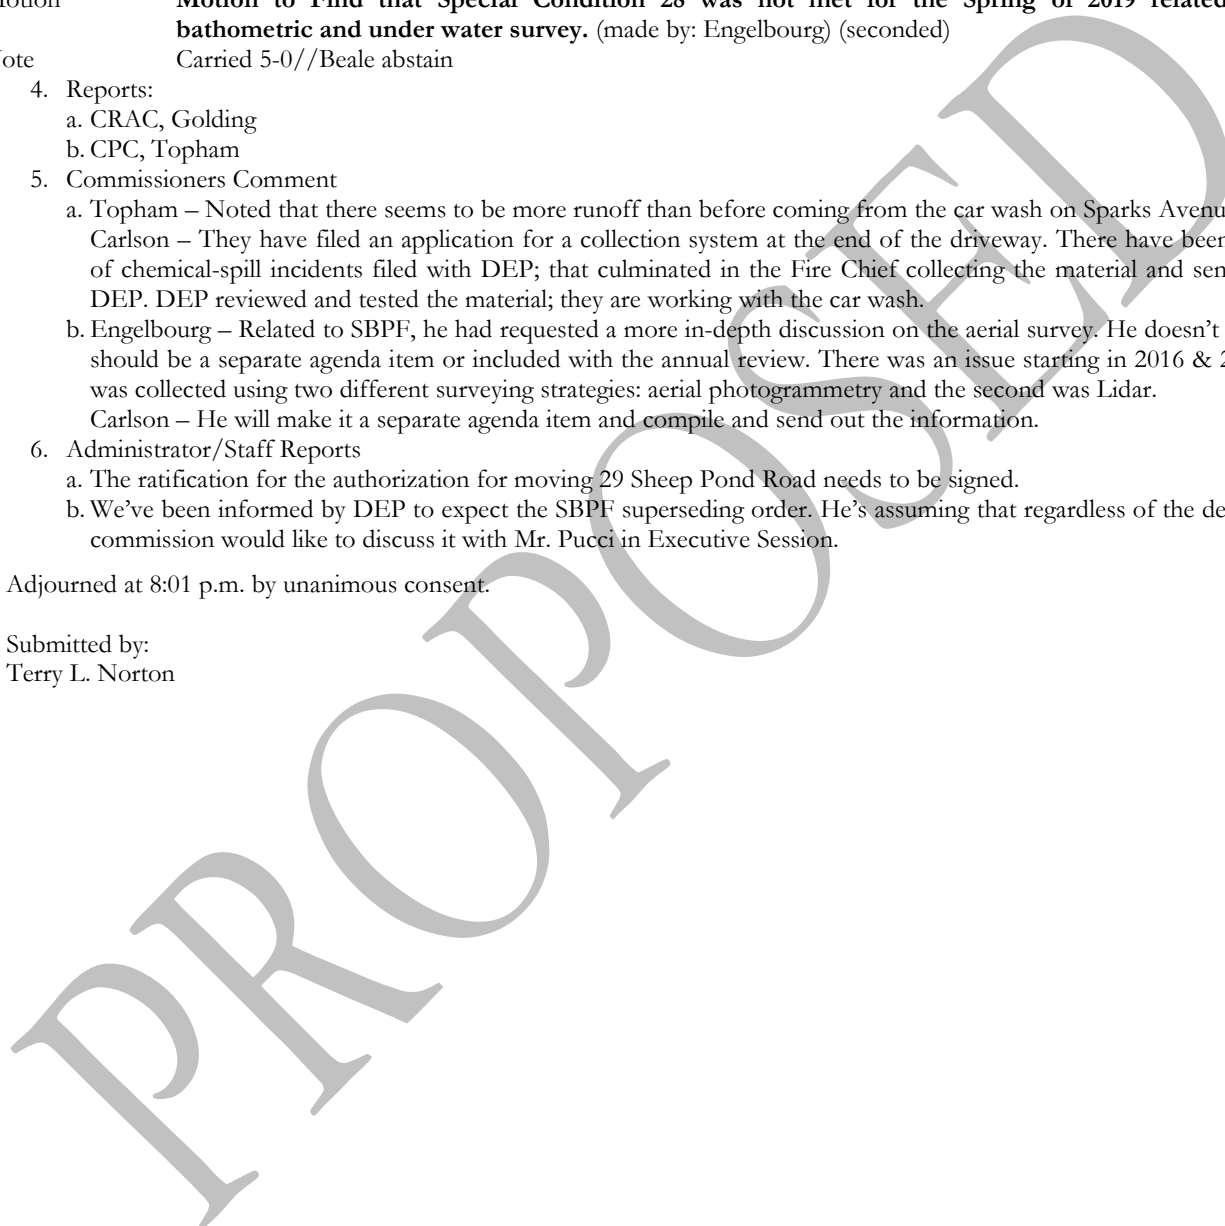 Motion to Find that Special Condition 28 was not met for the Spring of 2019 related
bathometric and under water survey. (made by: Engelbourg) (seconded)
Carried 5-0//Beale abstain
4. Reports:
a. CRAC, Golding
b. CPC, Topham
5. Commissioners Comment
a. Topham – Noted that there seems to be more runoff than before coming from the car wash on Sparks Avenu
Carlson – They have filed an application for a collection system at the end of the driveway. There have been
of chemical-spill incidents filed with DEP; that culminated in the Fire Chief collecting the material and sen
DEP. DEP reviewed and tested the material; they are working with the car wash.
b. Engelbourg – Related to SBPF, he had requested a more in-depth discussion on the aerial survey. He doesn’t
should be a separate agenda item or included with the annual review. There was an issue starting in 2016 & 2
was collected using two different surveying strategies: aerial photogrammetry and the second was Lidar.
Carlson – He will make it a separate agenda item and compile and send out the information.
6. Administrator/Staff Reports
a. The ratification for the authorization for moving 29 Sheep Pond Road needs to be signed.
b. We’ve been informed by DEP to expect the SBPF superseding order. He’s assuming that regardless of the de
commission would like to discuss it with Mr. Pucci in Executive Session.
Adjourned at 8:01 p.m. by unanimous consent.
Submitted by:
Terry L. Norton
PROPOSED